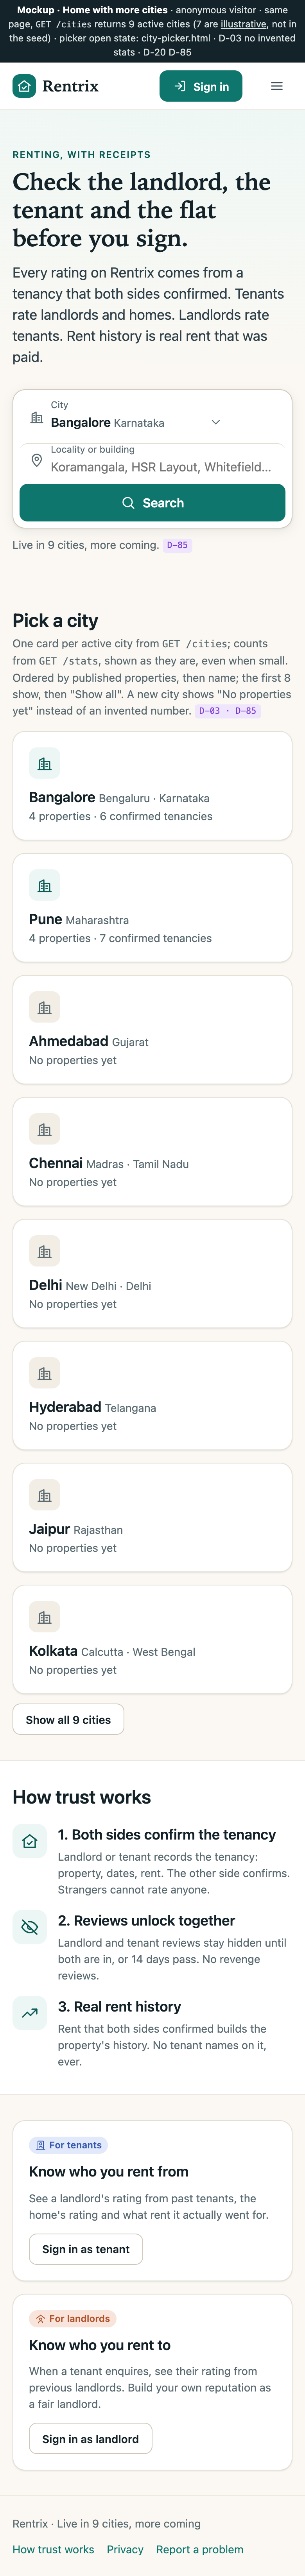 Mockup · Home with more cities · anonymous visitor · same
page, GET /cities returns 9 active cities (7 are illustrative, not in
the seed) · picker open state: city-picker.html · D-03 no invented
stats · D-20 D-85
Rentrix
Sign in
RENTING, WITH RECEIPTS
Check the landlord, the
tenant and the flat
before you sign.
Every rating on Rentrix comes from a
tenancy that both sides confirmed. Tenants
rate landlords and homes. Landlords rate
tenants. Rent history is real rent that was
paid.
City
Bangalore Karnataka
Locality or building
Koramangala, HSR Layout, Whitefield...
Search
Live in 9 cities, more coming. D-85
Pick a city
One card per active city from GET /cities; counts
from GET /stats, shown as they are, even when small.
Ordered by published properties, then name; the first 8
show, then "Show all". A new city shows "No properties
yet" instead of an invented number. D-03 · D-85
Bangalore Bengaluru · Karnataka
4 properties · 6 confirmed tenancies
Pune Maharashtra
4 properties · 7 confirmed tenancies
Ahmedabad Gujarat
No properties yet
Chennai Madras · Tamil Nadu
No properties yet
Delhi New Delhi · Delhi
No properties yet
Hyderabad Telangana
No properties yet
Jaipur Rajasthan
No properties yet
Kolkata Calcutta · West Bengal
No properties yet
Show all 9 cities
How trust works
1. Both sides confirm the tenancy
Landlord or tenant records the tenancy:
property, dates, rent. The other side confirms.
Strangers cannot rate anyone.
2. Reviews unlock together
Landlord and tenant reviews stay hidden until
both are in, or 14 days pass. No revenge
reviews.
3. Real rent history
Rent that both sides confirmed builds the
property's history. No tenant names on it,
ever.
For tenants
Know who you rent from
See a landlord's rating from past tenants, the
home's rating and what rent it actually went for.
Sign in as tenant
For landlords
Know who you rent to
When a tenant enquires, see their rating from
previous landlords. Build your own reputation as
a fair landlord.
Sign in as landlord
Rentrix · Live in 9 cities, more coming
How trust works Privacy Report a problem